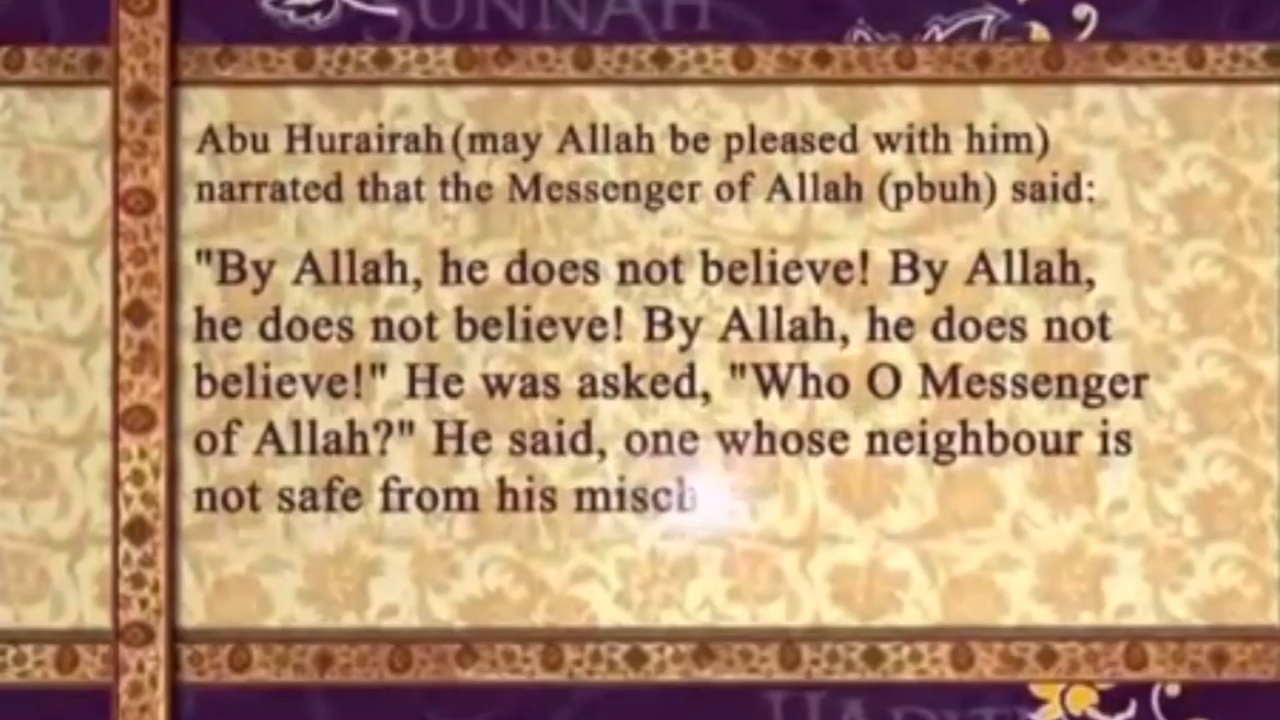 SUNNAH
Abu Hurairah (may Allah be pleased with him)
narrated that the Messenger of Allah (pbuh) said:
"By Allah, he does not believe! By Allah,
he does not believe! By Allah, he does not
believe!" He was asked, "Who O Messenger
of Allah?" He said, one whose neighbour is
not safe from his